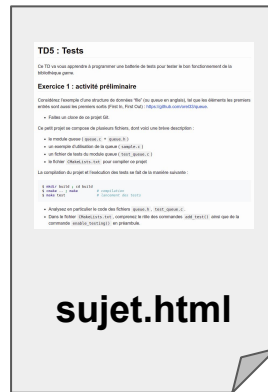 TD5 : Tests
Ce TD va vous apprendre à programmer une batterie de tests pour tester le bon fonctionnement de la
bibliothèque game.
Exercice 1 : activité préliminaire
Considérez l'exemple d'une structure de données "file" (ou queue en anglais), tel que les éléments les premiers
entrés sont aussi les premiers sortis (First In, First Out) :
Faites un clone de ce projet Git.
Ce petit projet se compose de plusieurs fichiers, dont voici une brève description :
le module queue ( queue.c + queue.h )
un exemple d'utilisation de la queue ( sample.c )
un fichier de tests du module queue ( test_queue.c )
le fichier CMakeLists.txt pour compiler ce projet
La compilation du projet et l'exécution des tests se fait de la manière suivante :
$ mkdir build ; cd build
$ cmake .. ; make # compilation
$ make test # lancement des tests
Analysez en particulier le code des fichiers queue.h , test_queue.c .
Dans le fichier CMakeLists.txt , comprenez le rôle des commandes add_test() ainsi que de la
commande enable_testing() en préambule.
sujet.html